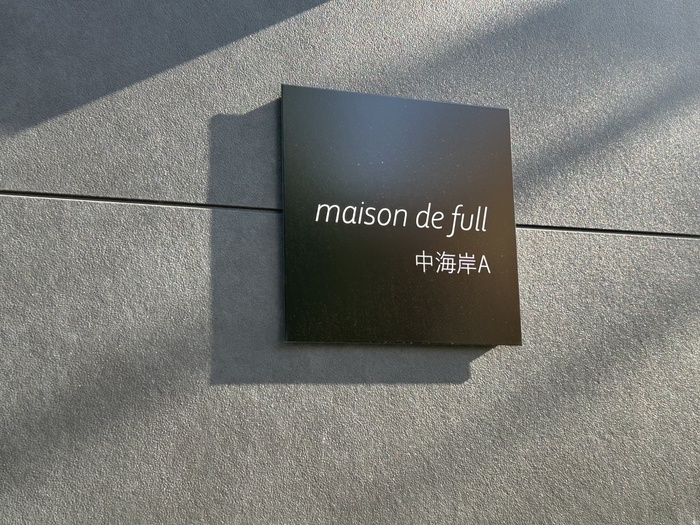 maison de full
中海岸A